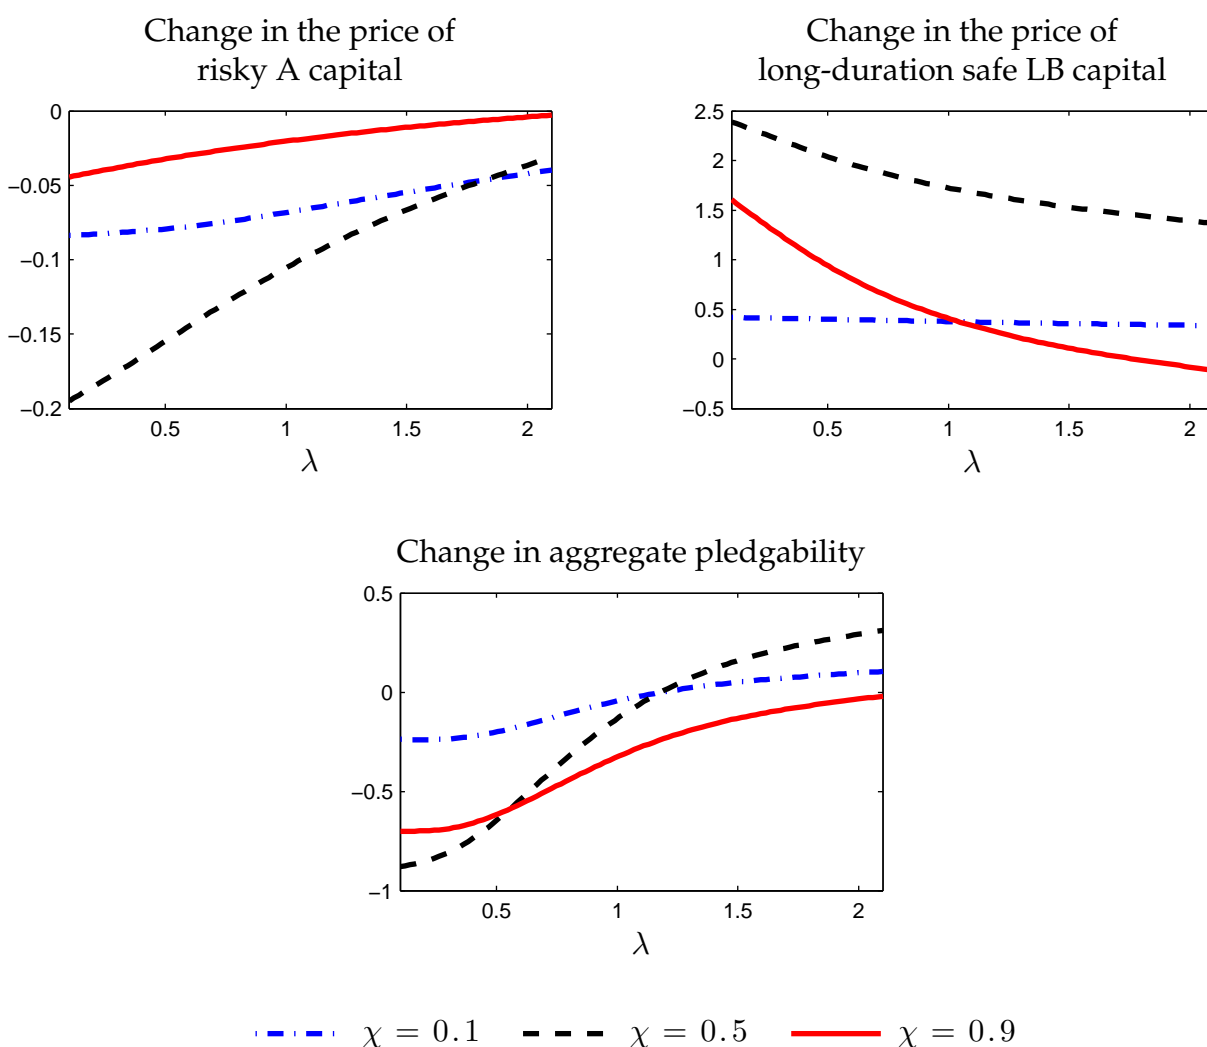 Change in the price of
risky A capital
0
−0.05
−0.1
−0.15
−0.2
0.5 1 1.5 2
λ
Change in the price of
long-duration safe LB capital
2.5
2
1.5
1
0.5
0
−0.5
0.5 1 1.5 2
λ
Change in aggregate pledgability
0.5
0
−0.5
−1
0.5 1 1.5 2
λ
χ = 0.1 χ = 0.5 χ = 0.9